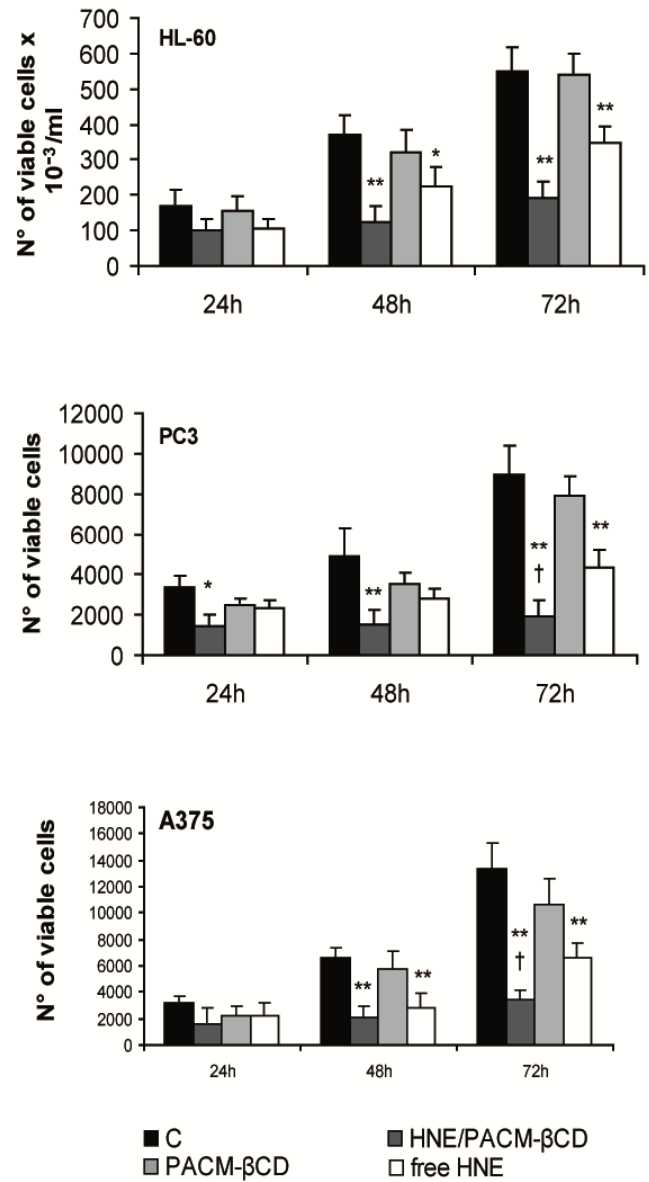 HL-60
N° of viable cells x
10⁻³/ml
700
600
500
400
300
200
100
0
**
*
**
**
24h
48h
72h
PC3
N° of viable cells
12000
10000
8000
6000
4000
2000
0
*
**
**
†
**
24h
48h
72h
A375
N° of viable cells
18000
16000
14000
12000
10000
8000
6000
4000
2000
0
**
**
**
†
**
24h
48h
72h
C
HNE/PACM-βCD
PACM-βCD
free HNE